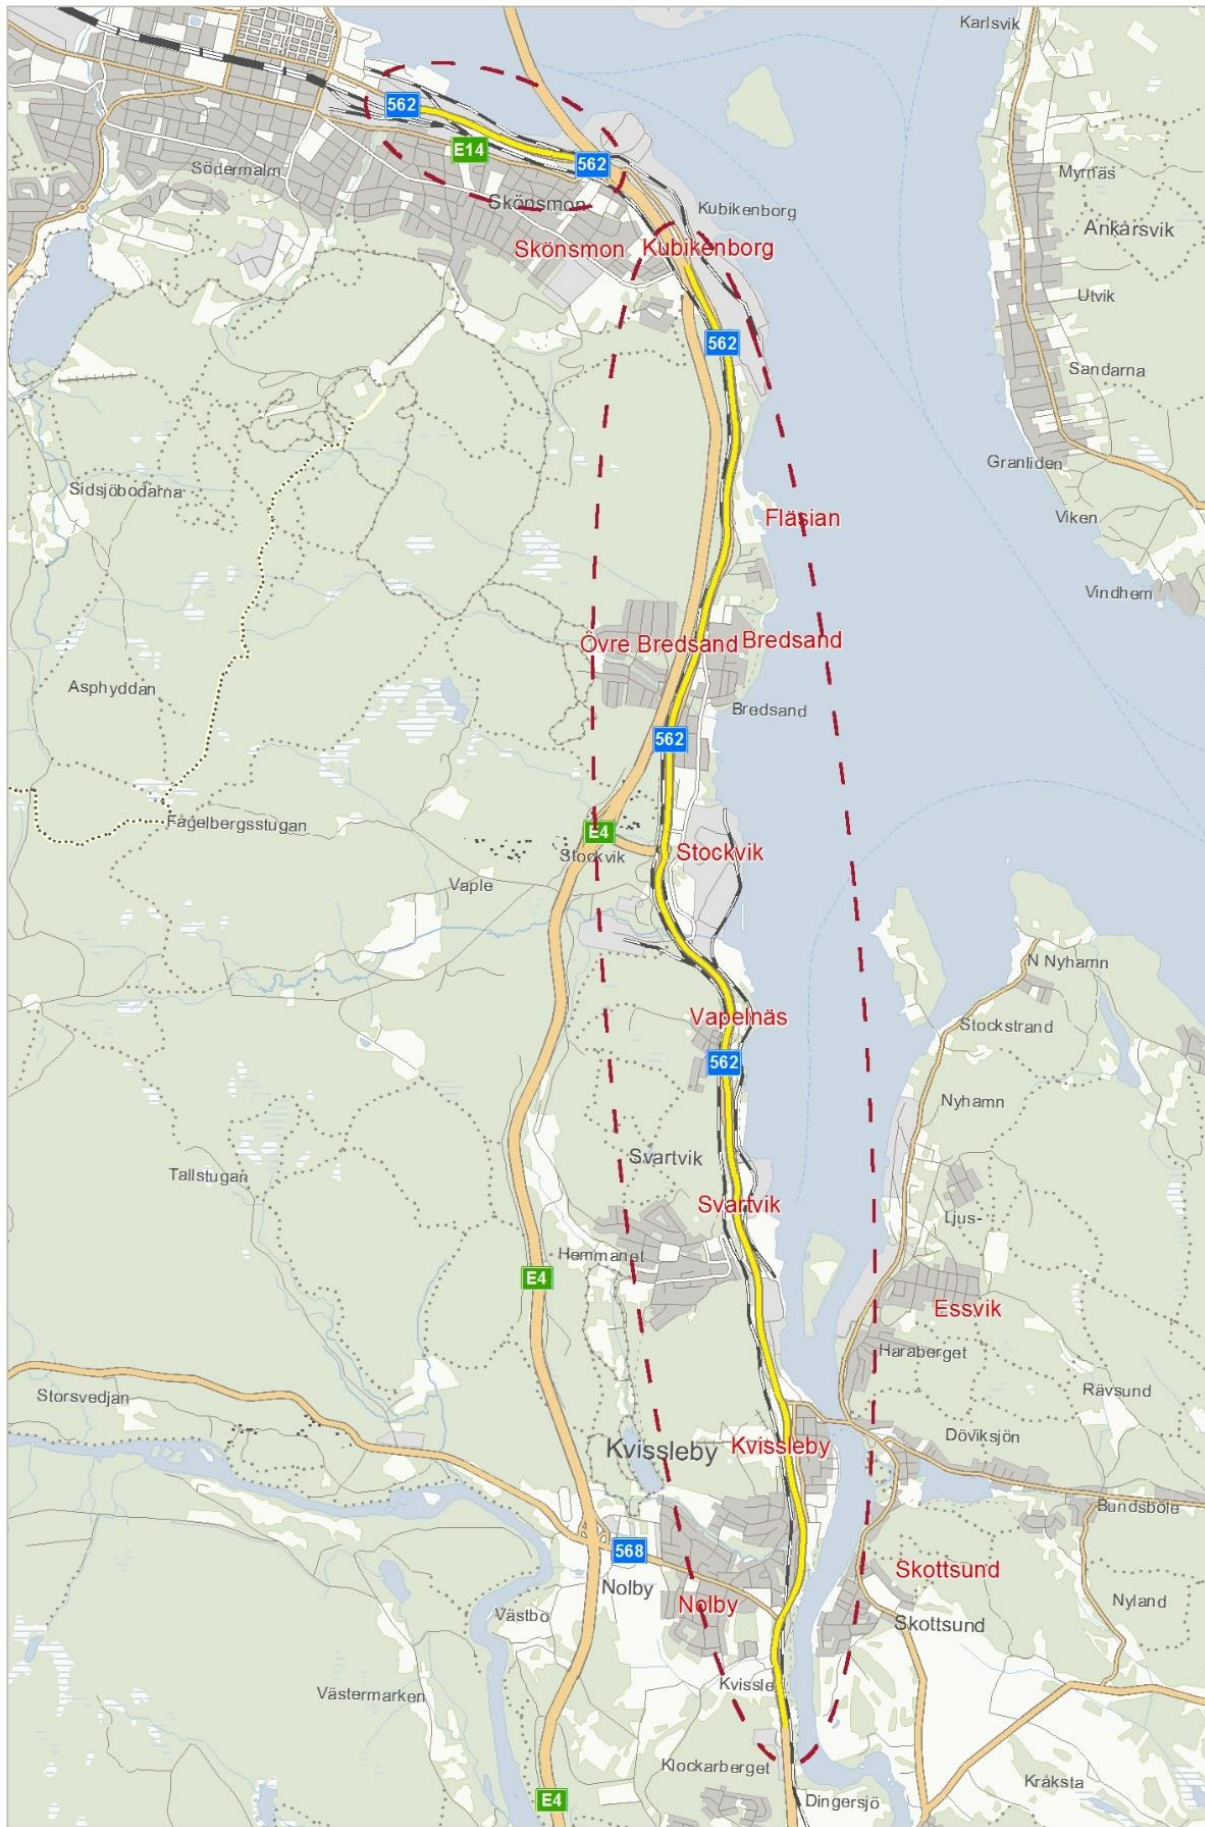 Karlsvik
562
E14
562
Södermalm
Myrnäs
Skönsmon
Kubikenborg
Ankarsvik
Skönsmon
Kubikenborg
Utvik
562
Sandarna
Granliden
Sidsjöbodarna
Fläsian
Viken
Vindhem
Övre Bredsand
Bredsand
Asphyddan
Bredsand
562
Fågelbergsstugan
E4
Stockvik
Stockvik
Vaple
N Nyhamn
Vapelnäs
Stockstrand
562
Nyhamn
Svartvik
Tallstugan
Svartvik
Ljus-
Hemmanet
E4
Essvik
Haraberget
Storsvedjan
Rävsund
Kvissleby
Kvissleby
Döviksjön
Bundsböle
568
Skottsund
Nolby
Nolby
Västbo
Nyland
Skottsund
Kvissle
Västermarken
Klockarberget
Kråksta
E4
Dingersjö